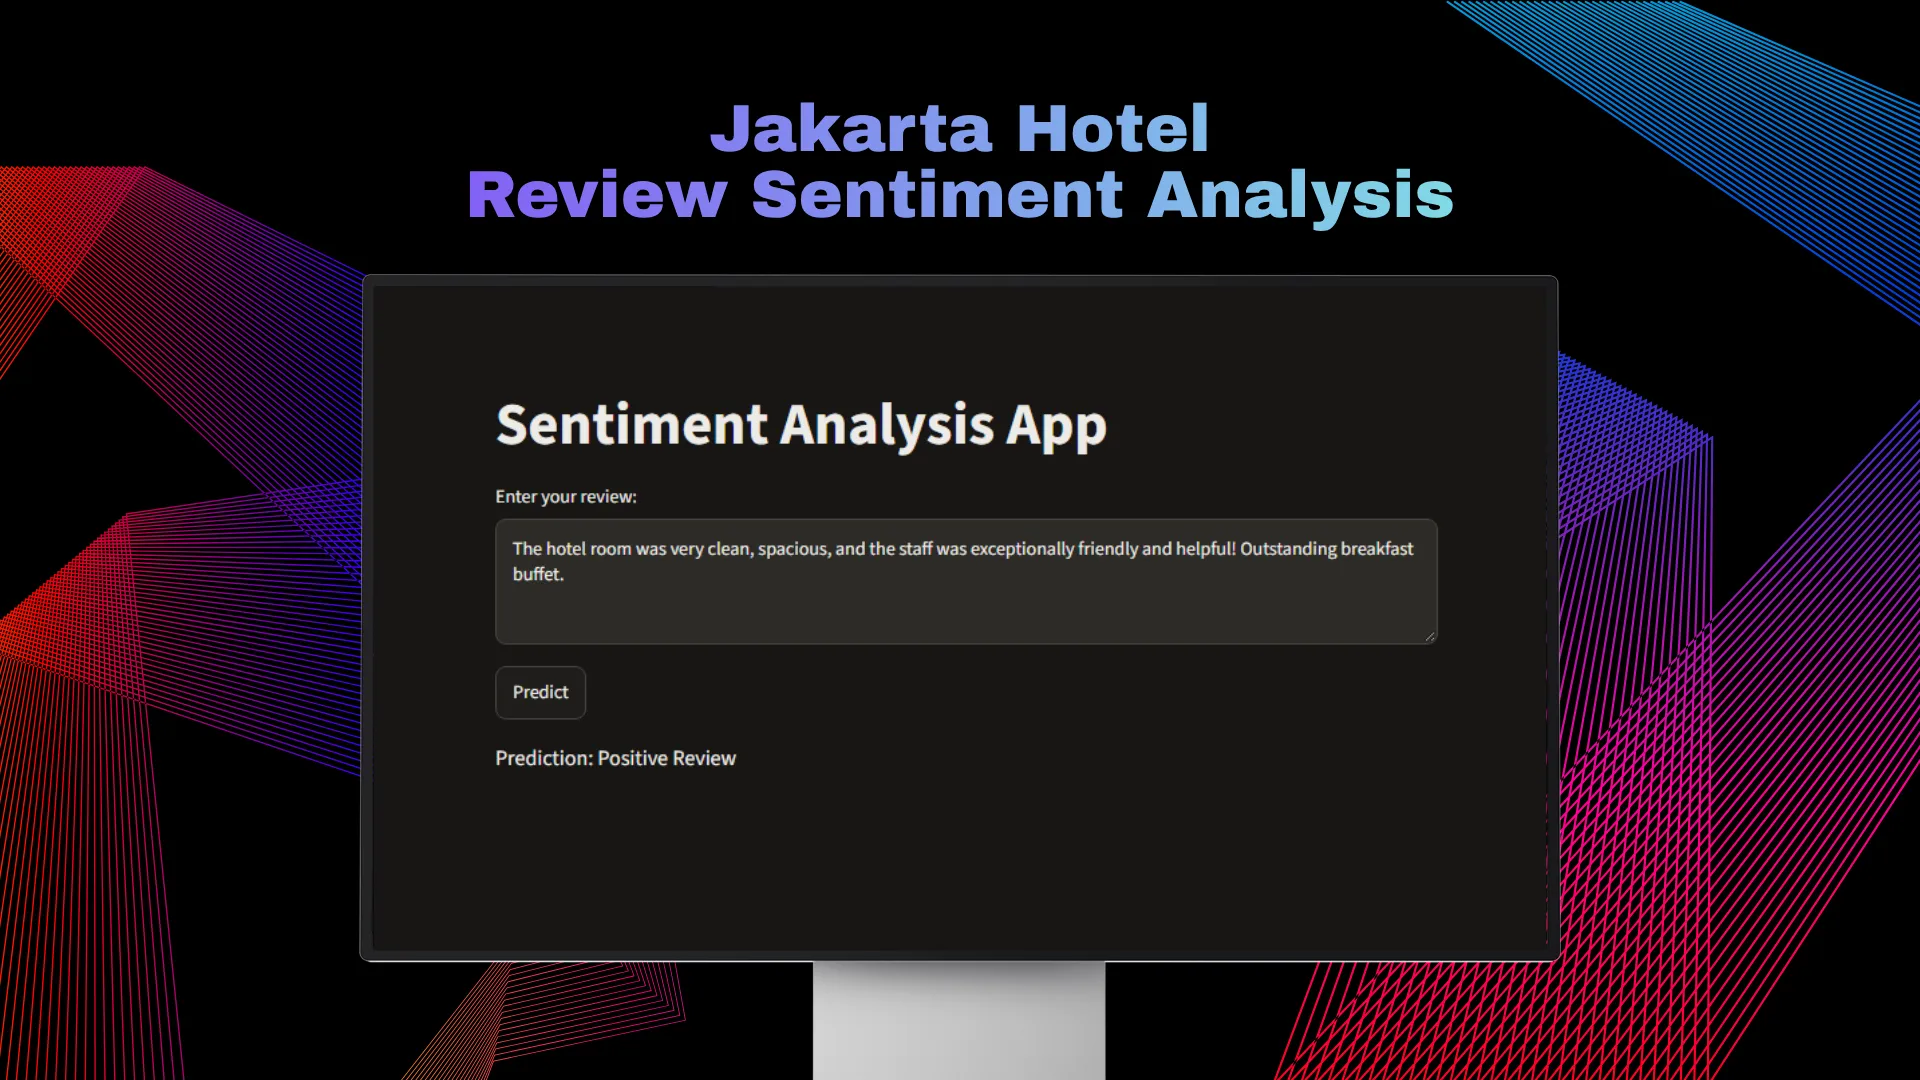 Jakarta Hotel
Review Sentiment Analysis
Sentiment Analysis App
Enter your review:
The hotel room was very clean, spacious, and the staff was exceptionally friendly and helpful! Outstanding breakfast
buffet.
Predict
Prediction: Positive Review